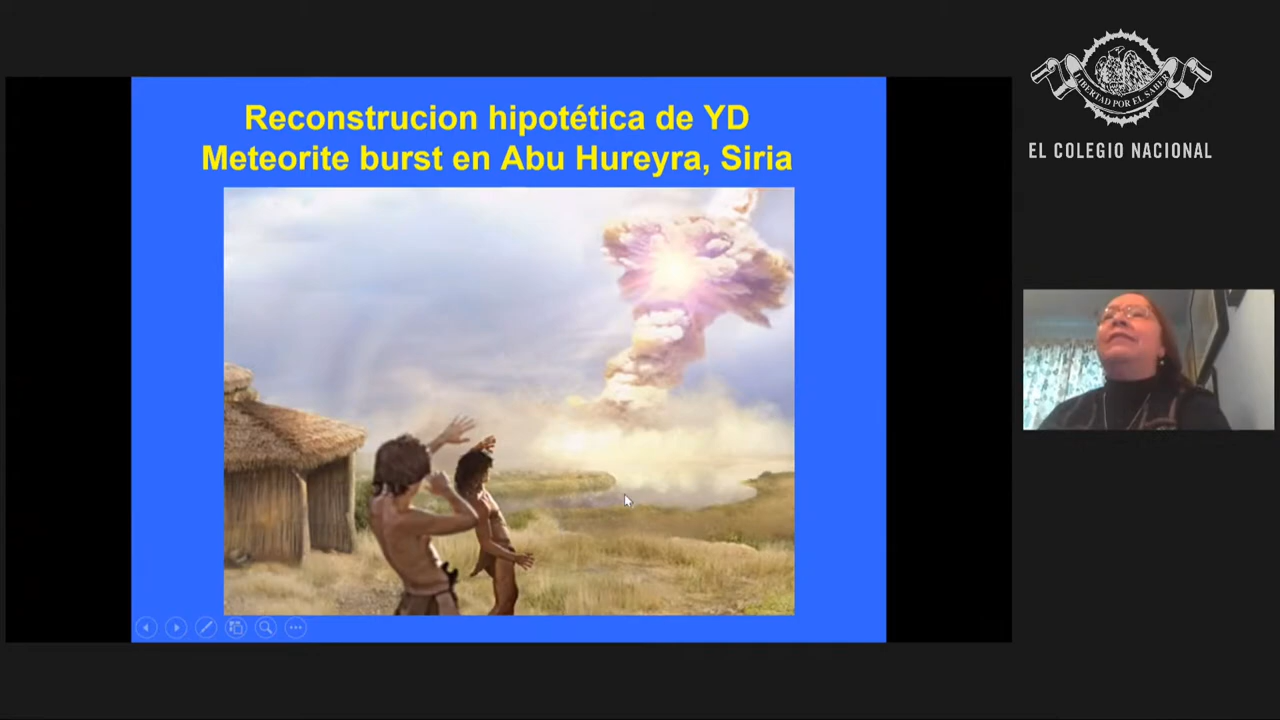 Reconstrucion hipotética de YD
Meteorite burst en Abu Hureyra, Siria
LIBERTAD POR EL SABER
EL COLEGIO NACIONAL